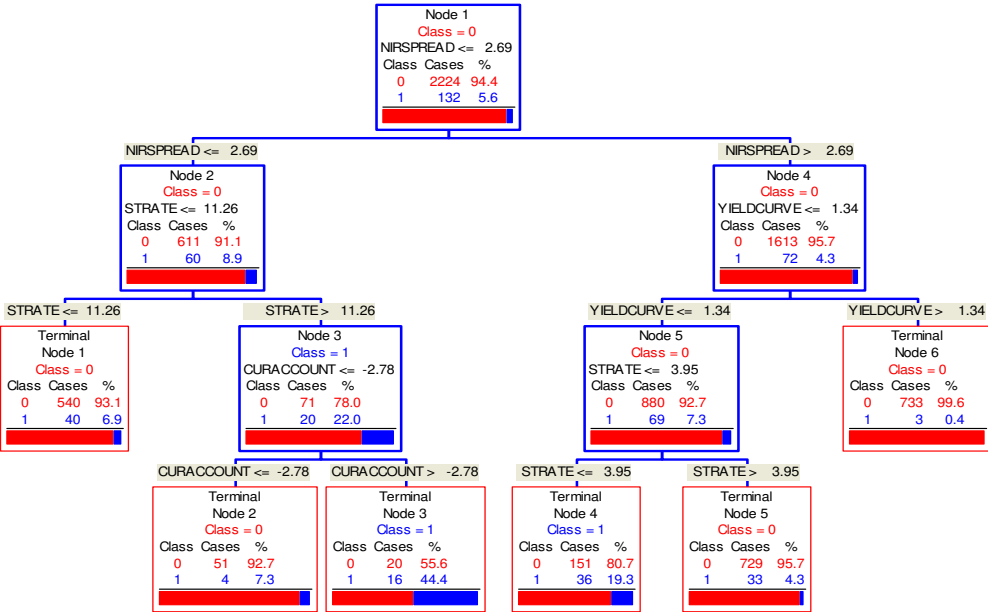 Node 1
Class = 0
NIRSPREAD <= 2.69
Class Cases %
0 2224 94.4
1 132 5.6
NIRSPREAD <= 2.69
NIRSPREAD > 2.69
Node 2
Class = 0
STRATE <= 11.26
Class Cases %
0 611 91.1
1 60 8.9
Node 4
Class = 0
YIELDCURVE <= 1.34
Class Cases %
0 1613 95.7
1 72 4.3
STRATE <= 11.26
STRATE > 11.26
YIELDCURVE <= 1.34
YIELDCURVE > 1.34
Terminal
Node 1
Class = 0
Class Cases %
0 540 93.1
1 40 6.9
Node 3
Class = 1
CURACCOUNT <= -2.78
Class Cases %
0 71 78.0
1 20 22.0
Node 5
Class = 0
STRATE <= 3.95
Class Cases %
0 880 92.7
1 69 7.3
Terminal
Node 6
Class = 0
Class Cases %
0 733 99.6
1 3 0.4
CURACCOUNT <= -2.78
CURACCOUNT > -2.78
STRATE <= 3.95
STRATE > 3.95
Terminal
Node 2
Class = 0
Class Cases %
0 51 92.7
1 4 7.3
Terminal
Node 3
Class = 1
Class Cases %
0 20 55.6
1 16 44.4
Terminal
Node 4
Class = 1
Class Cases %
0 151 80.7
1 36 19.3
Terminal
Node 5
Class = 0
Class Cases %
0 729 95.7
1 33 4.3